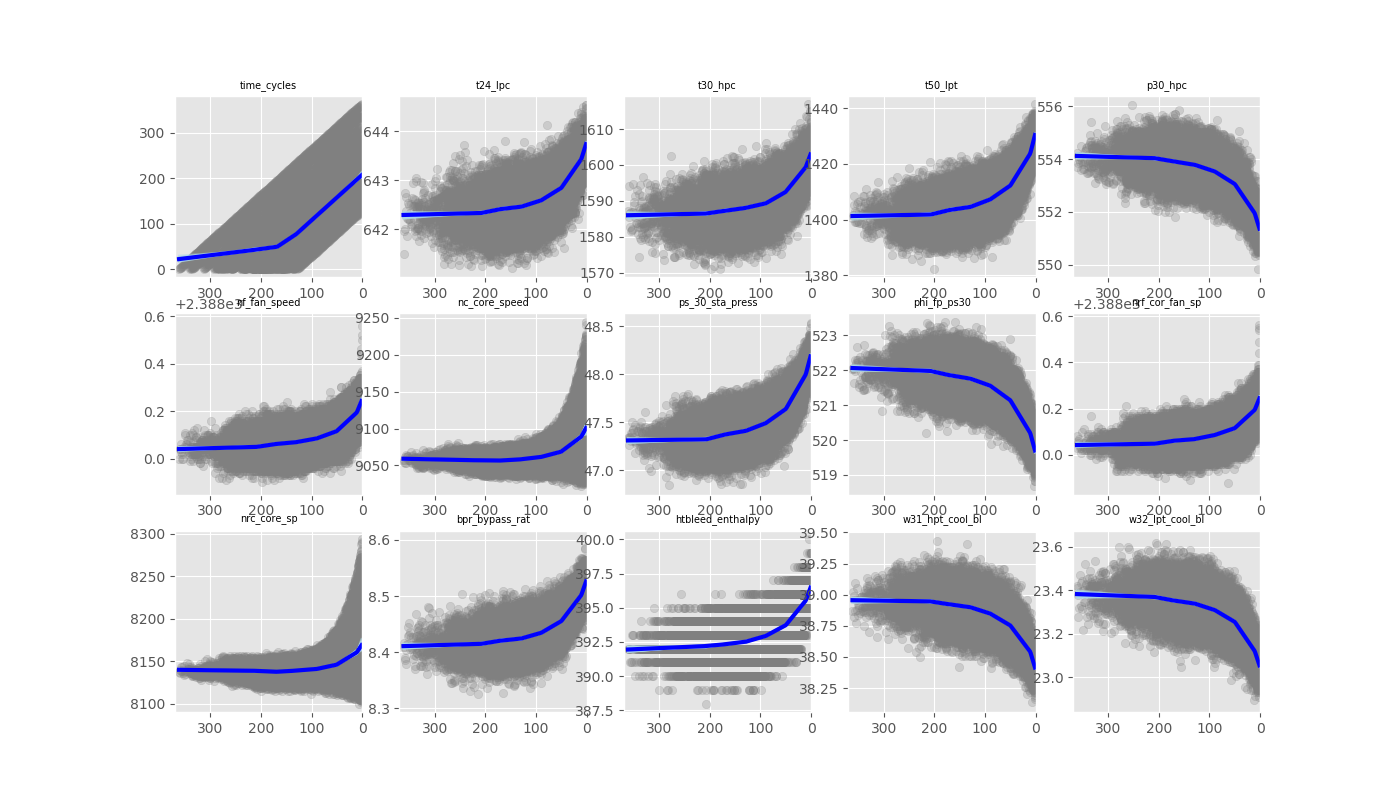 time_cycles t24_lpc t30_hpc t50_lpt p30_hpc
300 200 100 0
644 643 642
1610 1600 1590 1580 1570
1440 1420 1400 1380
556 554 552 550
300 200 100 0 300 200 100 0 300 200 100 0 300 200 100 0 300 200 100 0
+2.388e3 nf_fan_speed nc_core_speed ps_30_sta_press phi_fp_ps30 +2.388e3 nrf_cor_fan_sp
0.6 0.4 0.2 0.0
9250 9200 9150 9100 9050
48.5 48.0 47.5 47.0
523 522 521 520 519
0.6 0.4 0.2 0.0
300 200 100 0 300 200 100 0 300 200 100 0 300 200 100 0 300 200 100 0
nrc_core_sp bpr_bypass_rat htbleed_enthalpy w31_hpt_cool_bl w32_lpt_cool_bl
8300 8250 8200 8150 8100
8.6 8.5 8.4 8.3
400.0 397.5 395.0 392.5 390.0 387.5
39.50 39.25 39.00 38.75 38.50 38.25
23.6 23.4 23.2 23.0
300 200 100 0 300 200 100 0 300 200 100 0 300 200 100 0 300 200 100 0